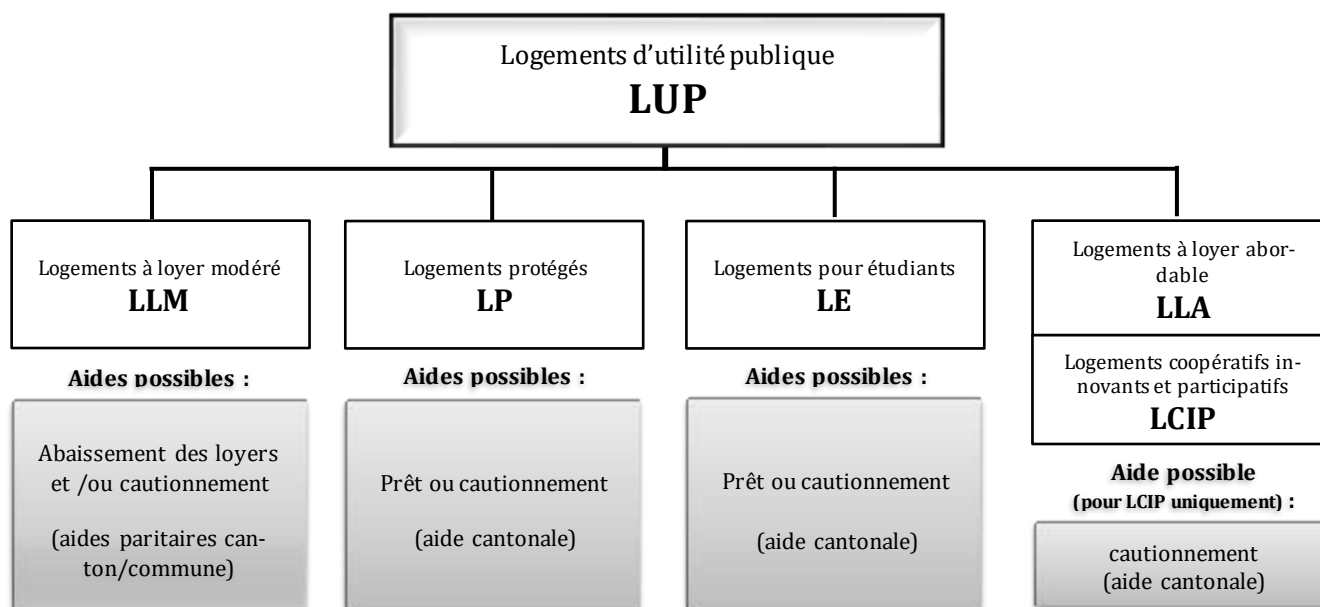 Logements d’utilité publique
LUP
Logements à loyer modéré
LLM
Aides possibles :
Abaissement des loyers
et /ou cautionnement
(aides paritaires can-
ton/commune)
Logements protégés
LP
Aides possibles :
Prêt ou cautionnement
(aide cantonale)
Logements pour étudiants
LE
Aides possibles :
Prêt ou cautionnement
(aide cantonale)
Logements à loyer abor-
dable
LLA
Logements coopératifs in-
novants et participatifs
LCIP
Aide possible
(pour LCIP uniquement) :
cautionnement
(aide cantonale)